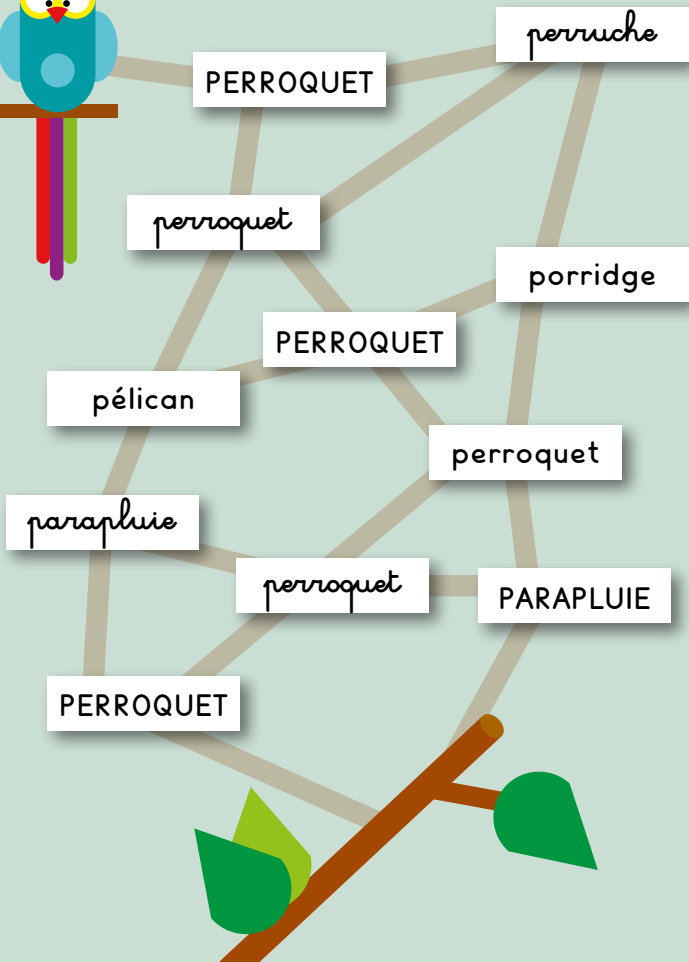 perruche
PERROQUET
perroquet
porridge
PERROQUET
pélican
perroquet
parapluie
perroquet
PARAPLUIE
PERROQUET